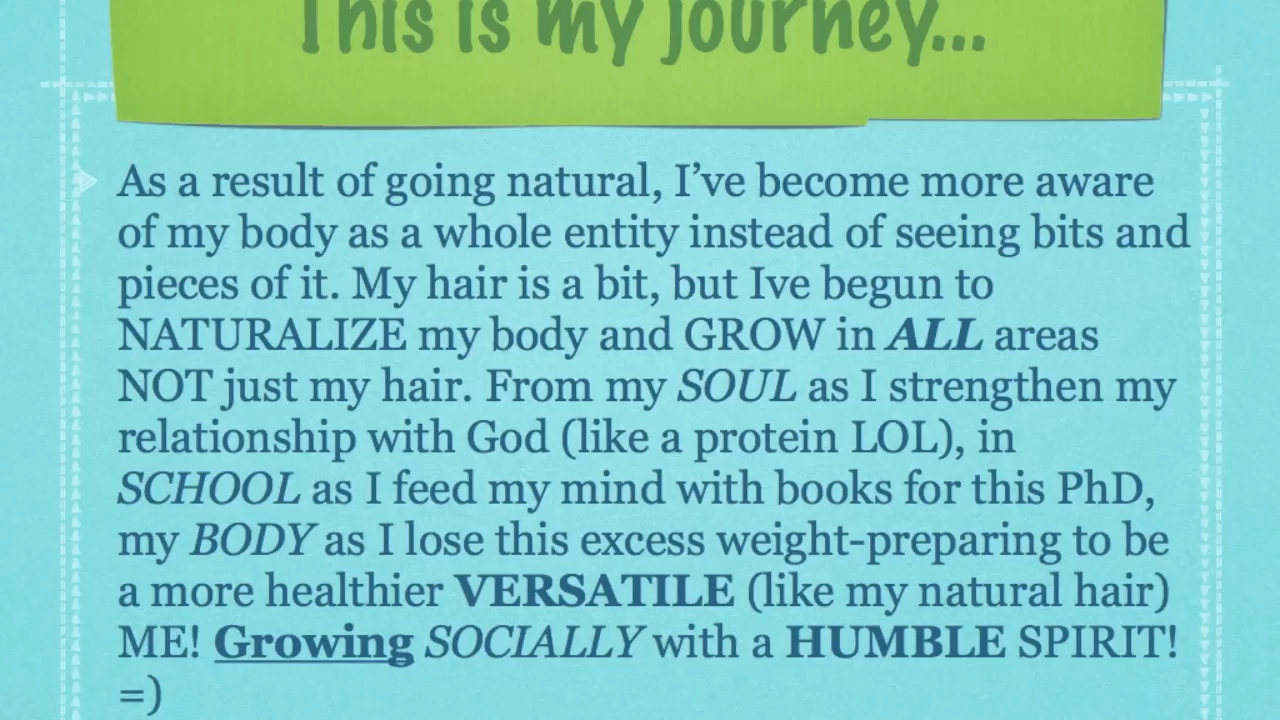 This is my journey...
As a result of going natural, I’ve become more aware
of my body as a whole entity instead of seeing bits and
pieces of it. My hair is a bit, but Ive begun to
NATURALIZE my body and GROW in ALL areas
NOT just my hair. From my SOUL as I strengthen my
relationship with God (like a protein LOL), in
SCHOOL as I feed my mind with books for this PhD,
my BODY as I lose this excess weight-preparing to be
a more healthier VERSATILE (like my natural hair)
ME! Growing SOCIALLY with a HUMBLE SPIRIT!
=)